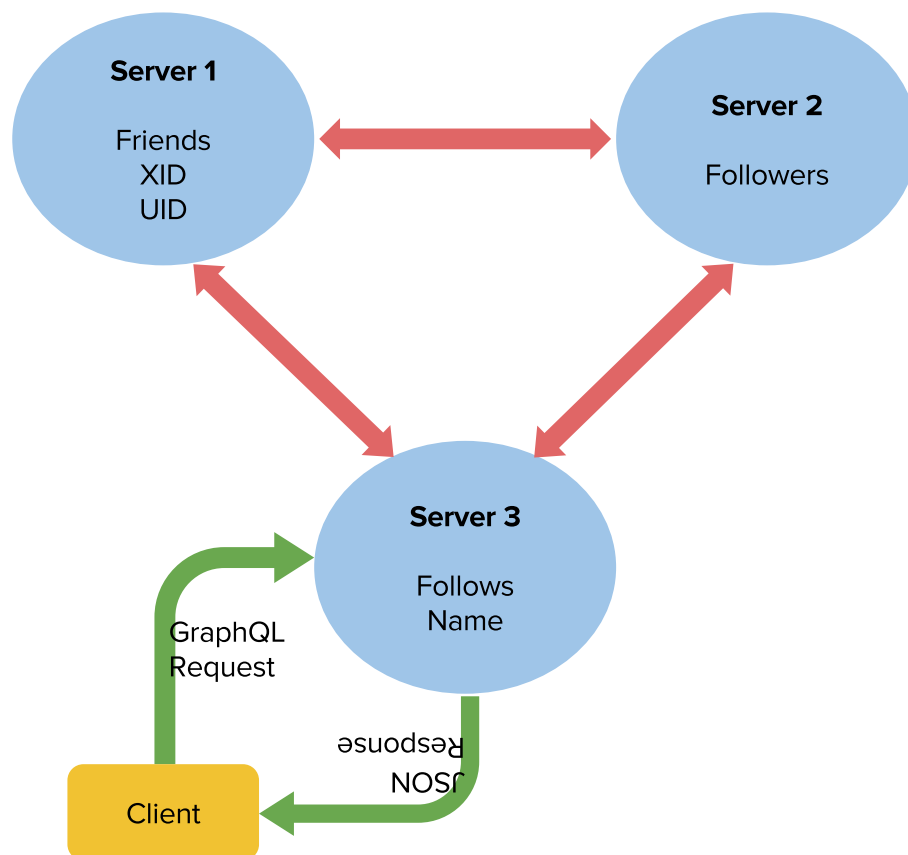 Server 1
Friends
XID
UID
Server 2
Followers
Server 3
Follows
Name
GraphQL
Request
JSON
Response
Client